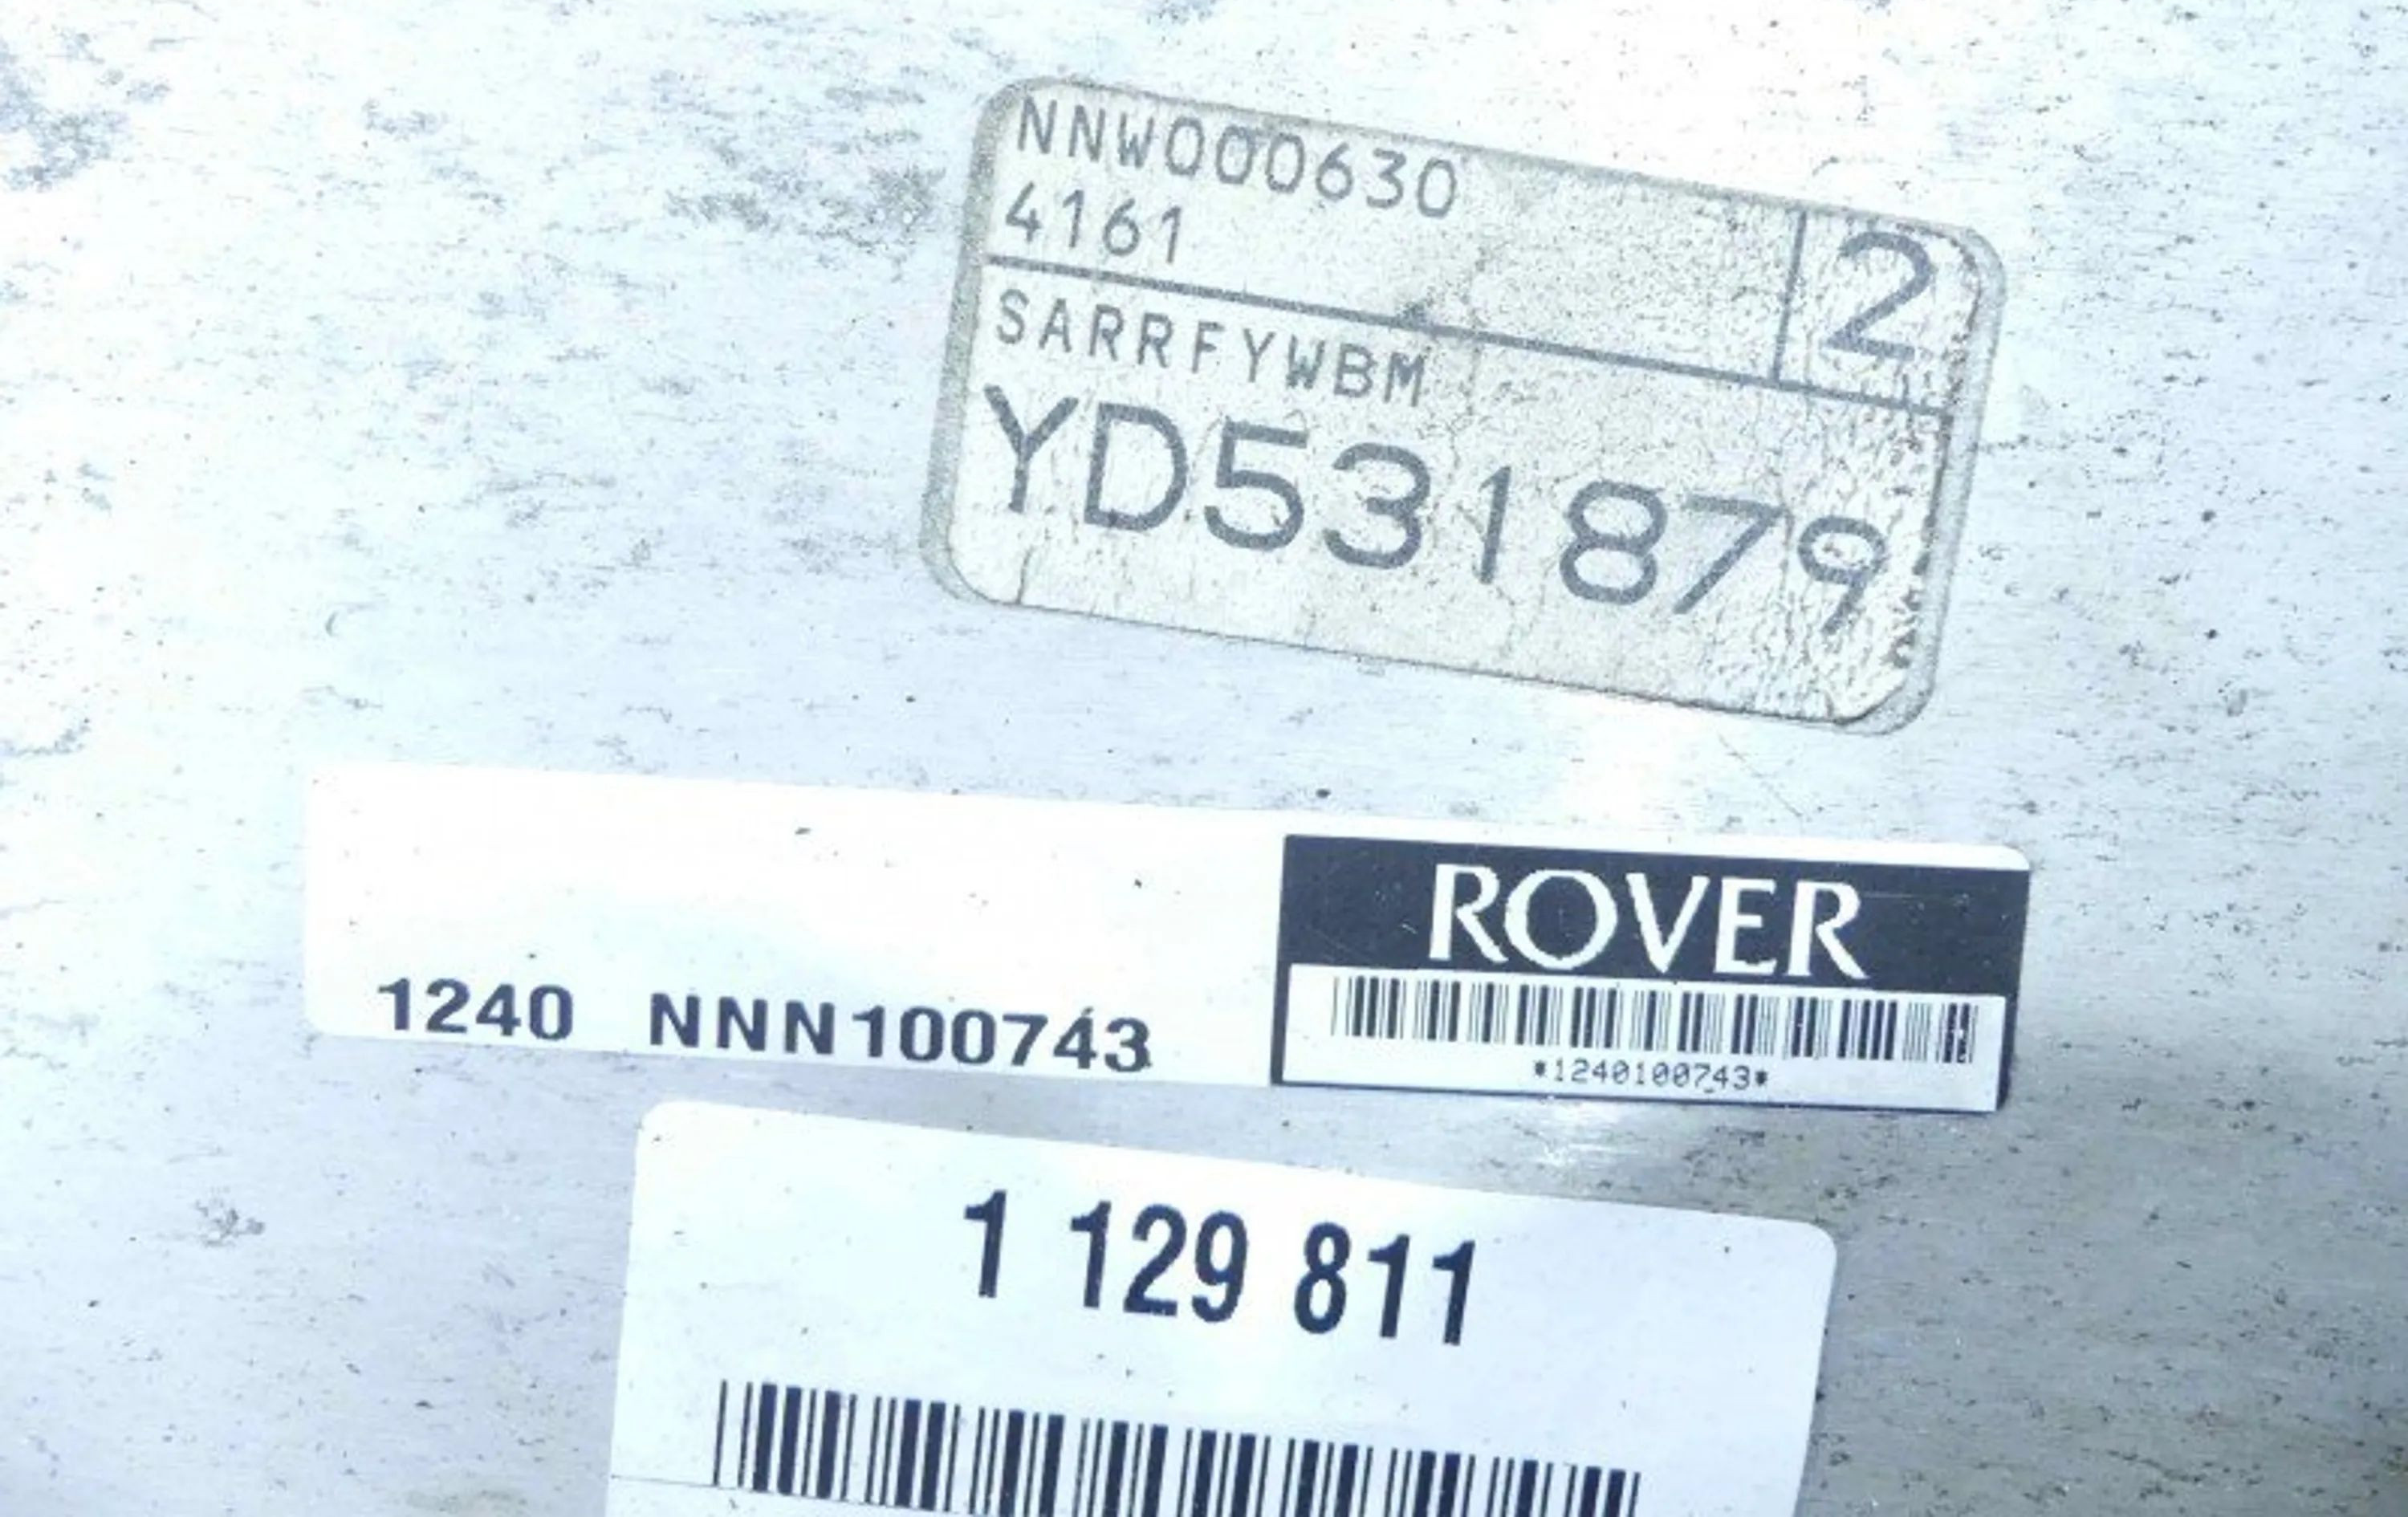 NNW000630
4161
2
SARRFYWBM
YD531879
ROVER
1240 NNN100743
*1240100743*
1 129 811